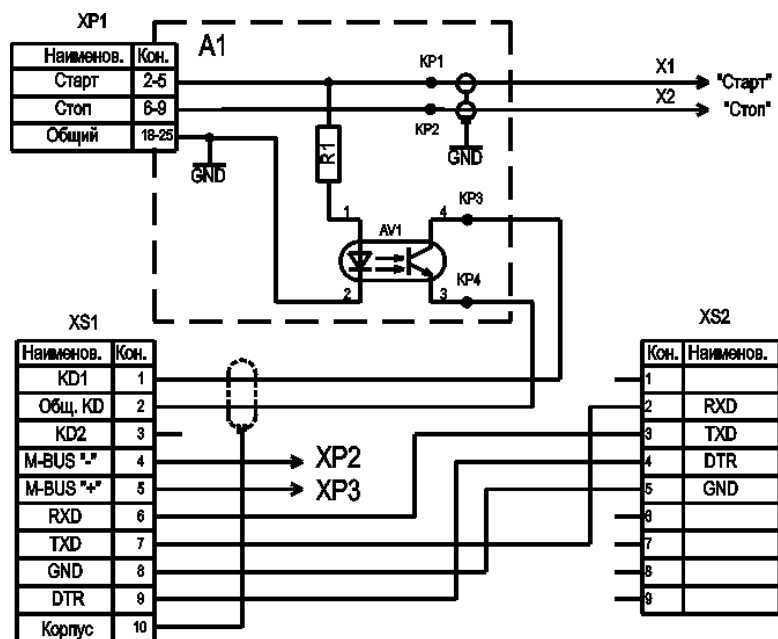 XP1
A1
Наименов. Кон.
Старт 2-5
Стоп 6-9
Общий 18-25
KP1
KP2
X1 "Старт"
X2 "Стоп"
GND
GND
R1
1
2
AV1
4
3
KP3
KP4
XS1
Наименов. Кон.
KD1 1
Общ. KD 2
KD2 3
M-BUS "-" 4
M-BUS "+" 5
RXD 6
TXD 7
GND 8
DTR 9
Корпус 10
XP2
XP3
XS2
Кон. Наименов.
1
2 RXD
3 TXD
4 DTR
5 GND
6
7
8
9